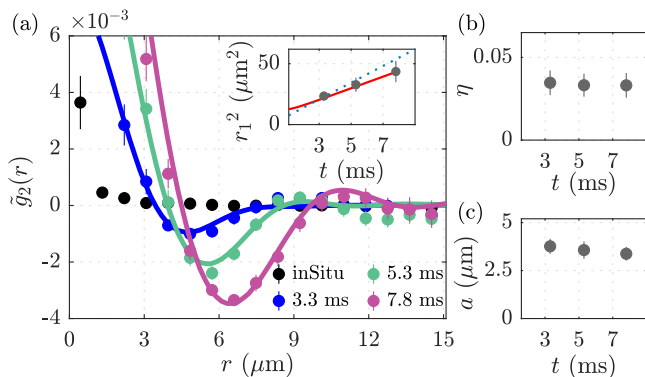 (a)
×10⁻³
6
4
2
0
-2
-4
g̃₂(r)
0
3
6
9
12
15
r (μm)
inSitu
3.3 ms
5.3 ms
7.8 ms
r₁² (μm²)
50
0
3
5
7
t (ms)
(b)
0.05
0
η
3
5
7
t (ms)
(c)
5
2.5
0
a (μm)
3
5
7
t (ms)